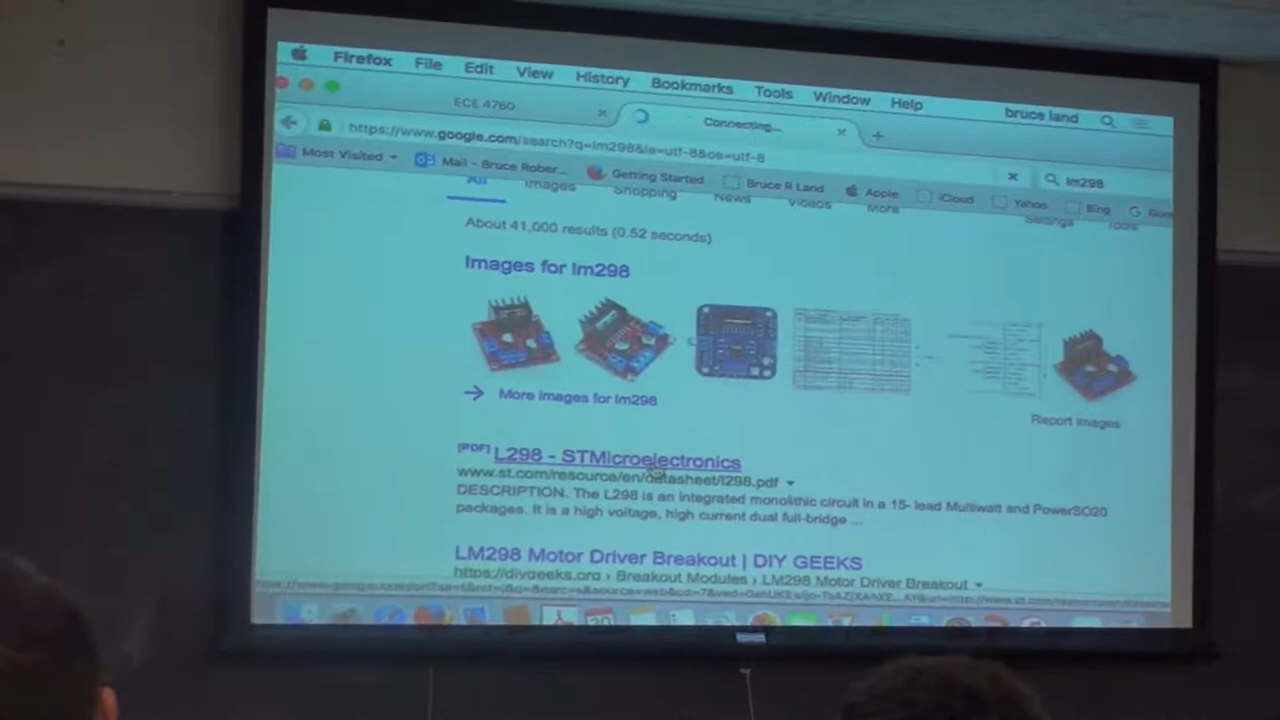 Firefox File Edit View History Bookmarks Tools Window Help bruce land
ECE 4760
Connecting...
https://www.google.com/search?q=lm298&ie=utf-8&oe=utf-8
lm298
Most Visited Mail - Bruce Rober... Getting Started Bruce R Land Apple iCloud Yahoo Bing
All Images Shopping News Videos More Settings Tools
About 41,000 results (0.52 seconds)
Images for lm298
More images for lm298
Report images
[PDF] L298 - STMicroelectronics
www.st.com/resource/en/datasheet/l298.pdf
DESCRIPTION. The L298 is an integrated monolithic circuit in a 15- lead Multiwatt and PowerSO20
packages. It is a high voltage, high current dual full-bridge ...
LM298 Motor Driver Breakout | DIY GEEKS
https://diygeeks.org › Breakout Modules › LM298 Motor Driver Breakout